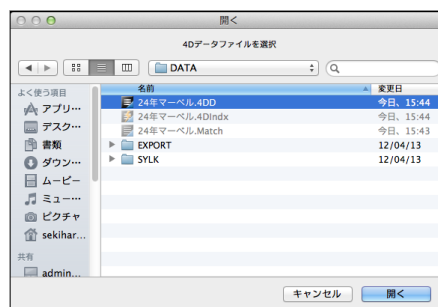 開く
4Dデータファイルを選択
DATA
よく使う項目
アプリ…
デスク…
書類
ダウン…
ムービー
ミュー…
ピクチャ
sekihar...
共有
admin...
名前 変更日
24年マーベル.4DD 今日、15:44
24年マーベル.4DIndx 今日、15:44
24年マーベル.Match 今日、15:43
EXPORT 12/04/13
SYLK 12/04/13
キャンセル 開く